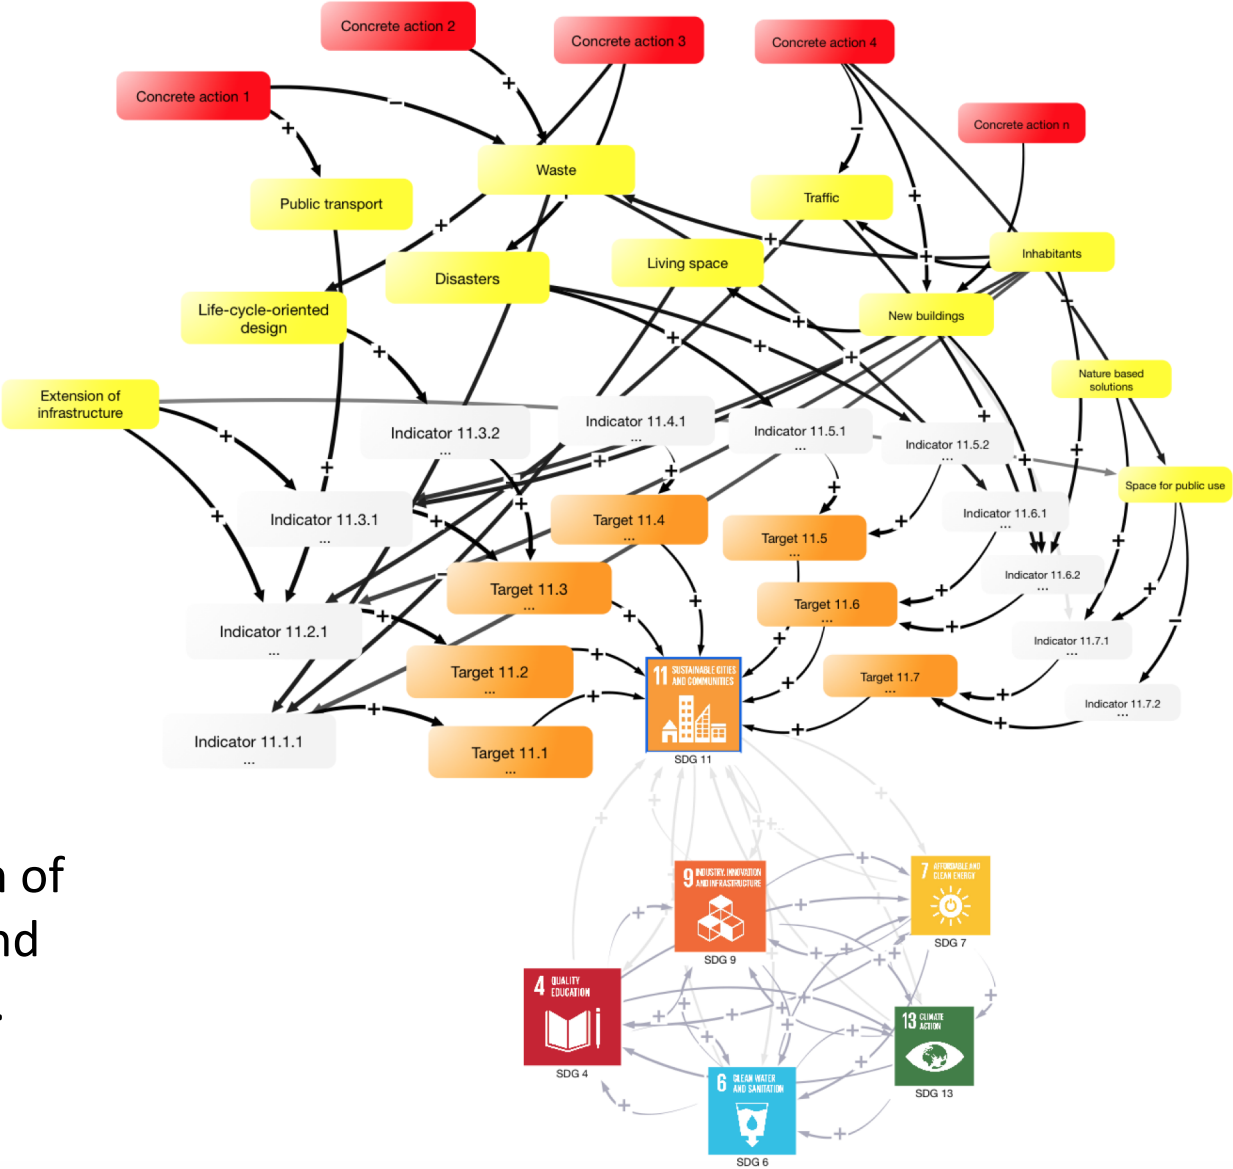 Concrete action 2
Concrete action 3
Concrete action 4
Concrete action 1
Concrete action n
Waste
Public transport
Traffic
Disasters
Living space
Inhabitants
Life-cycle-oriented
design
New buildings
Extension of
infrastructure
Nature based
solutions
Indicator 11.3.2
...
Indicator 11.4.1
...
Indicator 11.5.1
...
Indicator 11.5.2
...
Space for public use
Indicator 11.3.1
...
Target 11.4
...
Target 11.5
...
Indicator 11.6.1
...
Target 11.3
...
Target 11.6
...
Indicator 11.6.2
...
Indicator 11.2.1
...
Indicator 11.7.1
...
Target 11.2
...
Target 11.7
...
Indicator 11.7.2
...
Indicator 11.1.1
...
Target 11.1
...
11 SUSTAINABLE CITIES
AND COMMUNITIES
SDG 11
n of
nd
.
9 INDUSTRY, INNOVATION
AND INFRASTRUCTURE
SDG 9
7 AFFORDABLE AND
CLEAN ENERGY
SDG 7
4 QUALITY
EDUCATION
SDG 4
13 CLIMATE
ACTION
SDG 13
6 CLEAN WATER
AND SANITATION
SDG 6